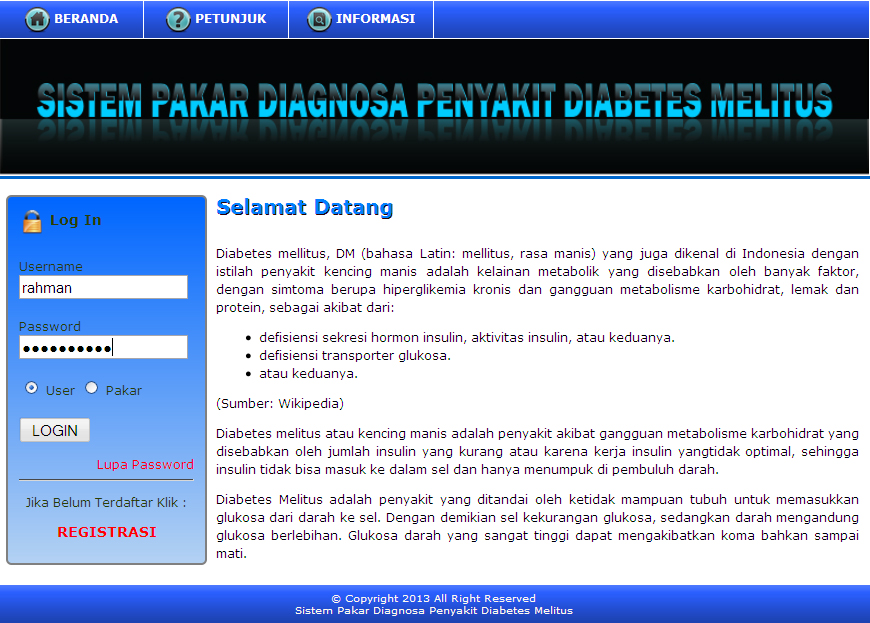 BERANDA
PETUNJUK
INFORMASI
SISTEM PAKAR DIAGNOSA PENYAKIT DIABETES MELITUS
Log In
Username
rahman
Password
••••••••••
User
Pakar
LOGIN
Lupa Password
Jika Belum Terdaftar Klik :
REGISTRASI
Selamat Datang
Diabetes mellitus, DM (bahasa Latin: mellitus, rasa manis) yang juga dikenal di Indonesia dengan
istilah penyakit kencing manis adalah kelainan metabolik yang disebabkan oleh banyak faktor,
dengan simtoma berupa hiperglikemia kronis dan gangguan metabolisme karbohidrat, lemak dan
protein, sebagai akibat dari:
• defisiensi sekresi hormon insulin, aktivitas insulin, atau keduanya.
• defisiensi transporter glukosa.
• atau keduanya.
(Sumber: Wikipedia)
Diabetes melitus atau kencing manis adalah penyakit akibat gangguan metabolisme karbohidrat yang
disebabkan oleh jumlah insulin yang kurang atau karena kerja insulin yangtidak optimal, sehingga
insulin tidak bisa masuk ke dalam sel dan hanya menumpuk di pembuluh darah.
Diabetes Melitus adalah penyakit yang ditandai oleh ketidak mampuan tubuh untuk memasukkan
glukosa dari darah ke sel. Dengan demikian sel kekurangan glukosa, sedangkan darah mengandung
glukosa berlebihan. Glukosa darah yang sangat tinggi dapat mengakibatkan koma bahkan sampai
mati.
© Copyright 2013 All Right Reserved
Sistem Pakar Diagnosa Penyakit Diabetes Melitus